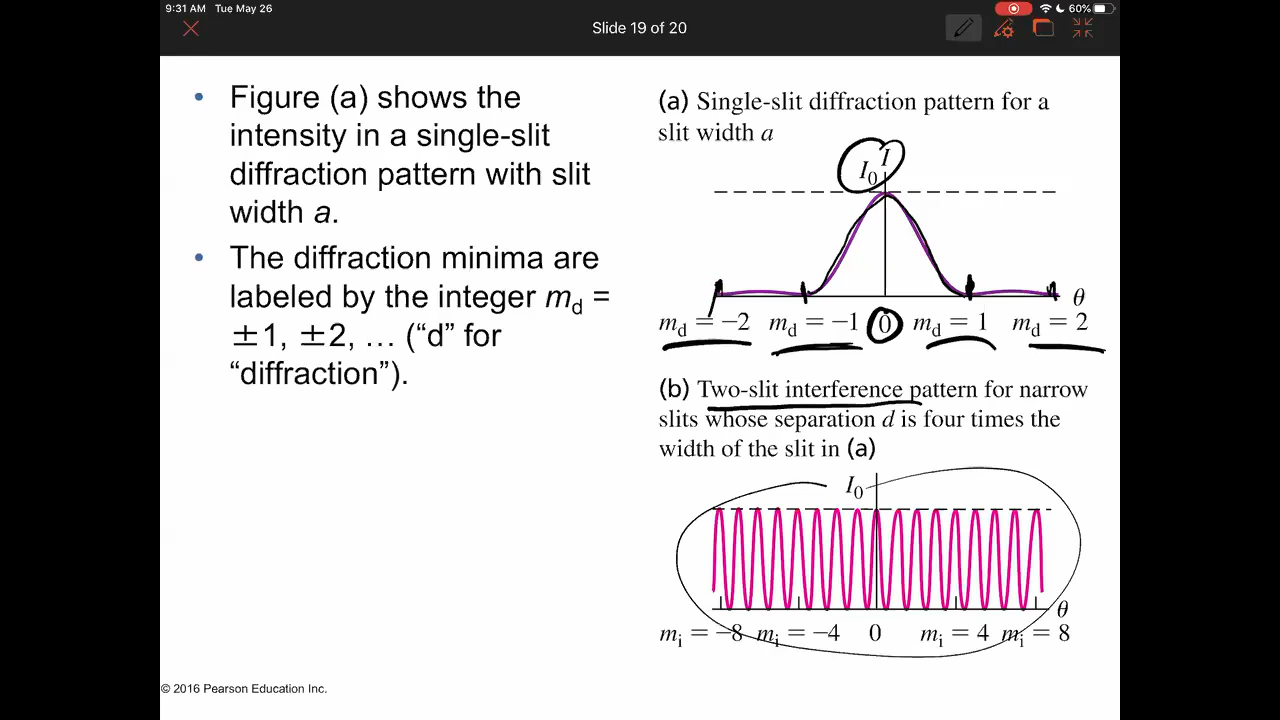 9:31 AM Tue May 26
60%
Slide 19 of 20
• Figure (a) shows the
intensity in a single-slit
diffraction pattern with slit
width a.
• The diffraction minima are
labeled by the integer md =
±1, ±2, … (“d” for
“diffraction”).
(a) Single-slit diffraction pattern for a
slit width a
I
I0
θ
md = −2 md = −1 0 md = 1 md = 2
(b) Two-slit interference pattern for narrow
slits whose separation d is four times the
width of the slit in (a)
I0
θ
mi = −8 mi = −4 0 mi = 4 mi = 8
© 2016 Pearson Education Inc.